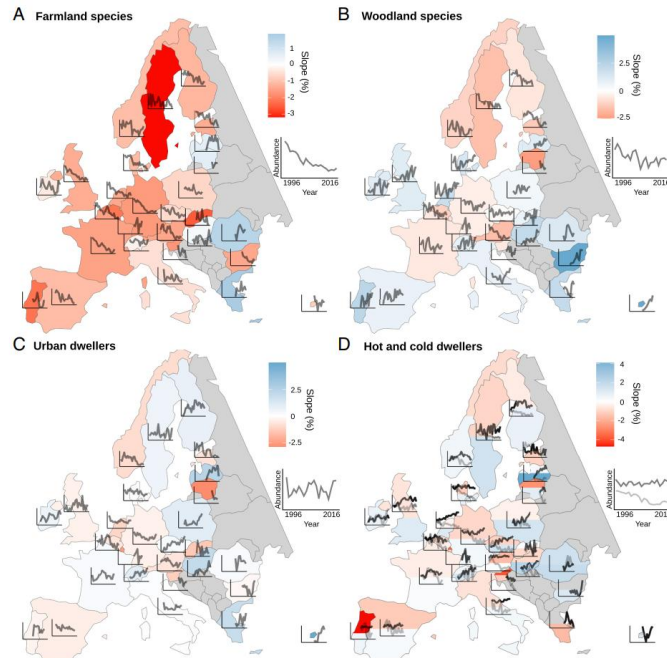 A Farmland species
1
0
-1
-2
-3
Slope (%)
Abundance
1996 2016
Year
B Woodland species
2.5
0
-2.5
Slope (%)
Abundance
1996 2016
Year
C Urban dwellers
2.5
0
-2.5
Slope (%)
Abundance
1996 2016
Year
D Hot and cold dwellers
4
2
0
-2
-4
Slope (%)
Abundance
1996 2016
Year